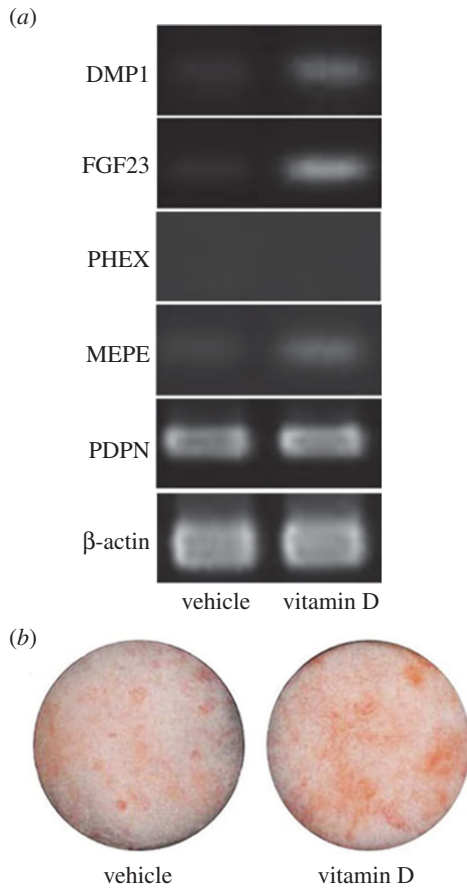 (a)
DMP1
FGF23
PHEX
MEPE
PDPN
β-actin
vehicle vitamin D
(b)
vehicle vitamin D